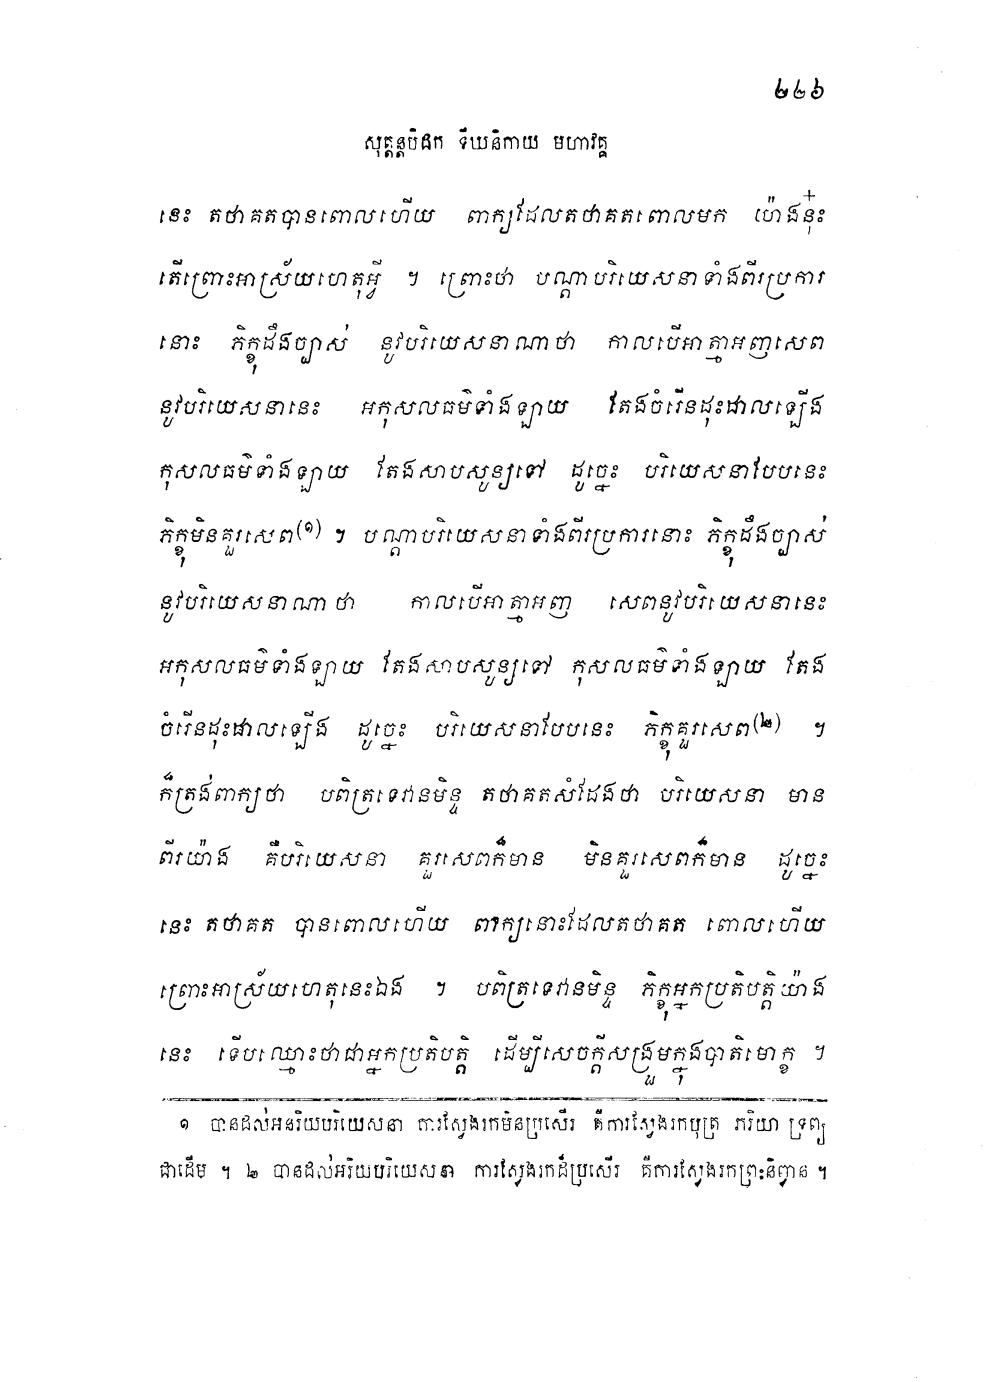 ២២៦
សុត្តន្តបិដក ទីឃនិកាយ មហាវគ្គ
នេះ តថាគតបានពោលហើយ ពាក្យដែលតថាគតពោលមក ហ៉េងនុ៎ះ
តើព្រោះអាស្រ័យហេតុអ្វី ។ ព្រោះថា បណ្តាបរិយេសនាទាំងពីរប្រការ
នោះ ភិក្ខុដឹងច្បាស់ នូវបរិយេសនាណាថា កាលបើអាត្មាអញសេព
នូវបរិយេសនានេះ អកុសលធម៌ទាំងឡាយ តែងចំរើនដុះដាលឡើង
កុសលធម៌ទាំងឡាយ តែងសាបសូន្យទៅ ដូច្នេះ បរិយេសនាបែបនេះ
ភិក្ខុមិនគួរសេព(១) ។ បណ្តាបរិយេសនាទាំងពីរប្រការនោះ ភិក្ខុដឹងច្បាស់
នូវបរិយេសនាណាថា កាលបើអាត្មាអញ សេពនូវបរិយេសនានេះ
អកុសលធម៌ទាំងឡាយ តែងសាបសូន្យទៅ កុសលធម៌ទាំងឡាយ តែង
ចំរើនដុះដាលឡើង ដូច្នេះ បរិយេសនាបែបនេះ ភិក្ខុគួរសេព(២) ។
ក៏ត្រង់ពាក្យថា បពិត្រទេវានមិន្ទ តថាគតសំដែងថា បរិយេសនា មាន
ពីរយ៉ាង គឺបរិយេសនា គួរសេពក៏មាន មិនគួរសេពក៏មាន ដូច្នេះ
នេះ តថាគត បានពោលហើយ ពាក្យនោះដែលតថាគត ពោលហើយ
ព្រោះអាស្រ័យហេតុនេះឯង ។ បពិត្រទេវានមិន្ទ ភិក្ខុអ្នកប្រតិបត្តិយ៉ាង
នេះ ទើបឈ្មោះថាជាអ្នកប្រតិបត្តិ ដើម្បីសេចក្តីសង្រួមក្នុងបាតិមោក្ខ ។
១ បានដល់អនរិយបរិយេសនា ការស្វែងរកមិនប្រសើរ គឺការស្វែងរកបុត្រ ភរិយា ទ្រព្យ
ជាដើម ។ ២ បានដល់អរិយបរិយេសនា ការស្វែងរកដ៏ប្រសើរ គឺការស្វែងរកព្រះនិព្វាន ។